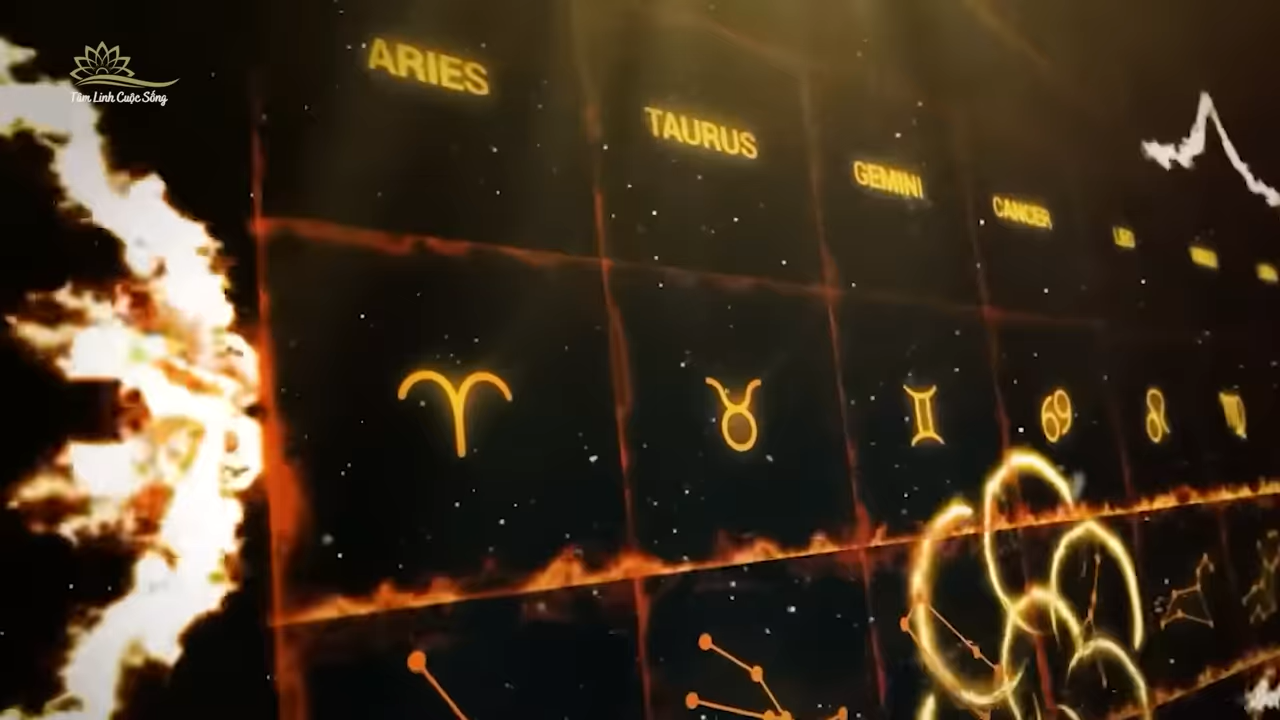 Tâm Linh Cuộc Sống
ARIES
TAURUS
GEMINI
CANCER
LEO